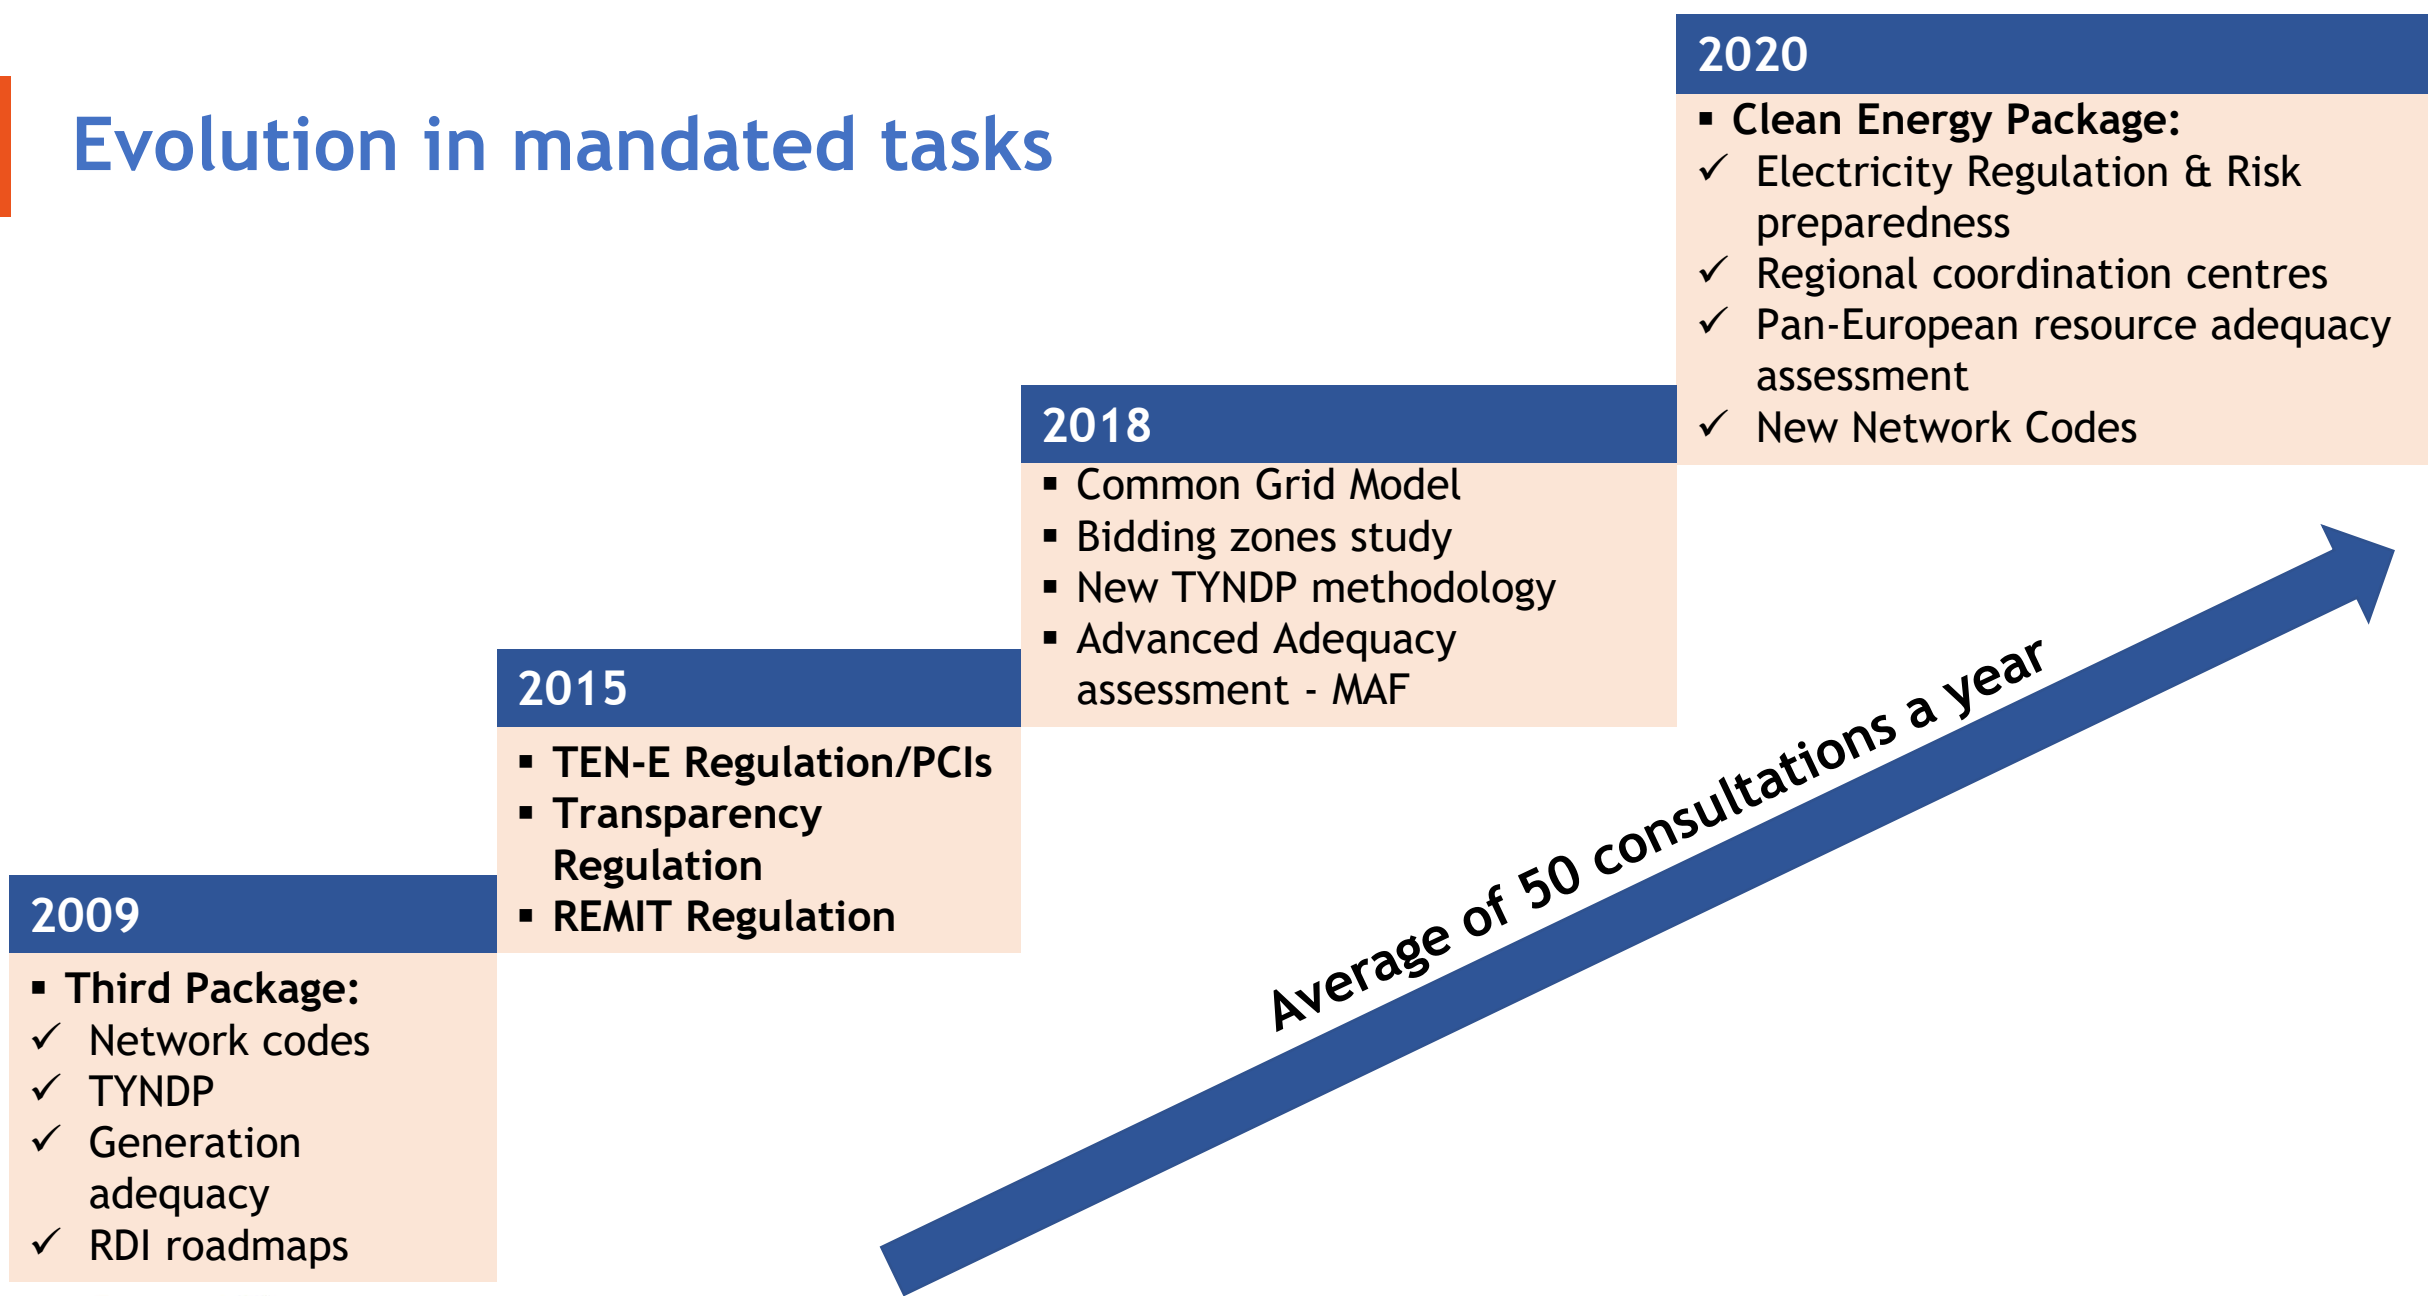 Evolution in mandated tasks
2009
▪ Third Package:
✓ Network codes
✓ TYNDP
✓ Generation
adequacy
✓ RDI roadmaps
2015
▪ TEN-E Regulation/PCIs
▪ Transparency
Regulation
▪ REMIT Regulation
2018
▪ Common Grid Model
▪ Bidding zones study
▪ New TYNDP methodology
▪ Advanced Adequacy
assessment - MAF
2020
▪ Clean Energy Package:
✓ Electricity Regulation & Risk
preparedness
✓ Regional coordination centres
✓ Pan-European resource adequacy
assessment
✓ New Network Codes
Average of 50 consultations a year